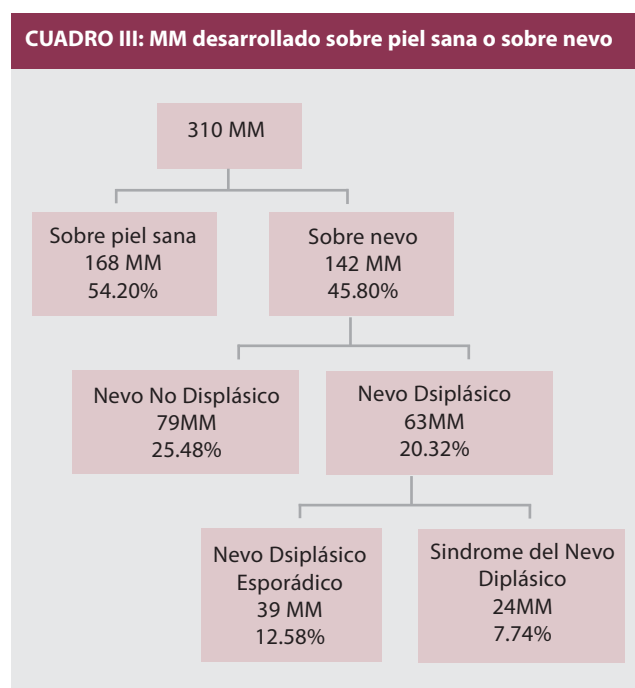 CUADRO III: MM desarrollado sobre piel sana o sobre nevo
310 MM
Sobre piel sana
168 MM
54.20%
Sobre nevo
142 MM
45.80%
Nevo No Displásico
79MM
25.48%
Nevo Dsiplásico
63MM
20.32%
Nevo Dsiplásico
Esporádico
39 MM
12.58%
Sindrome del Nevo
Diplásico
24MM
7.74%